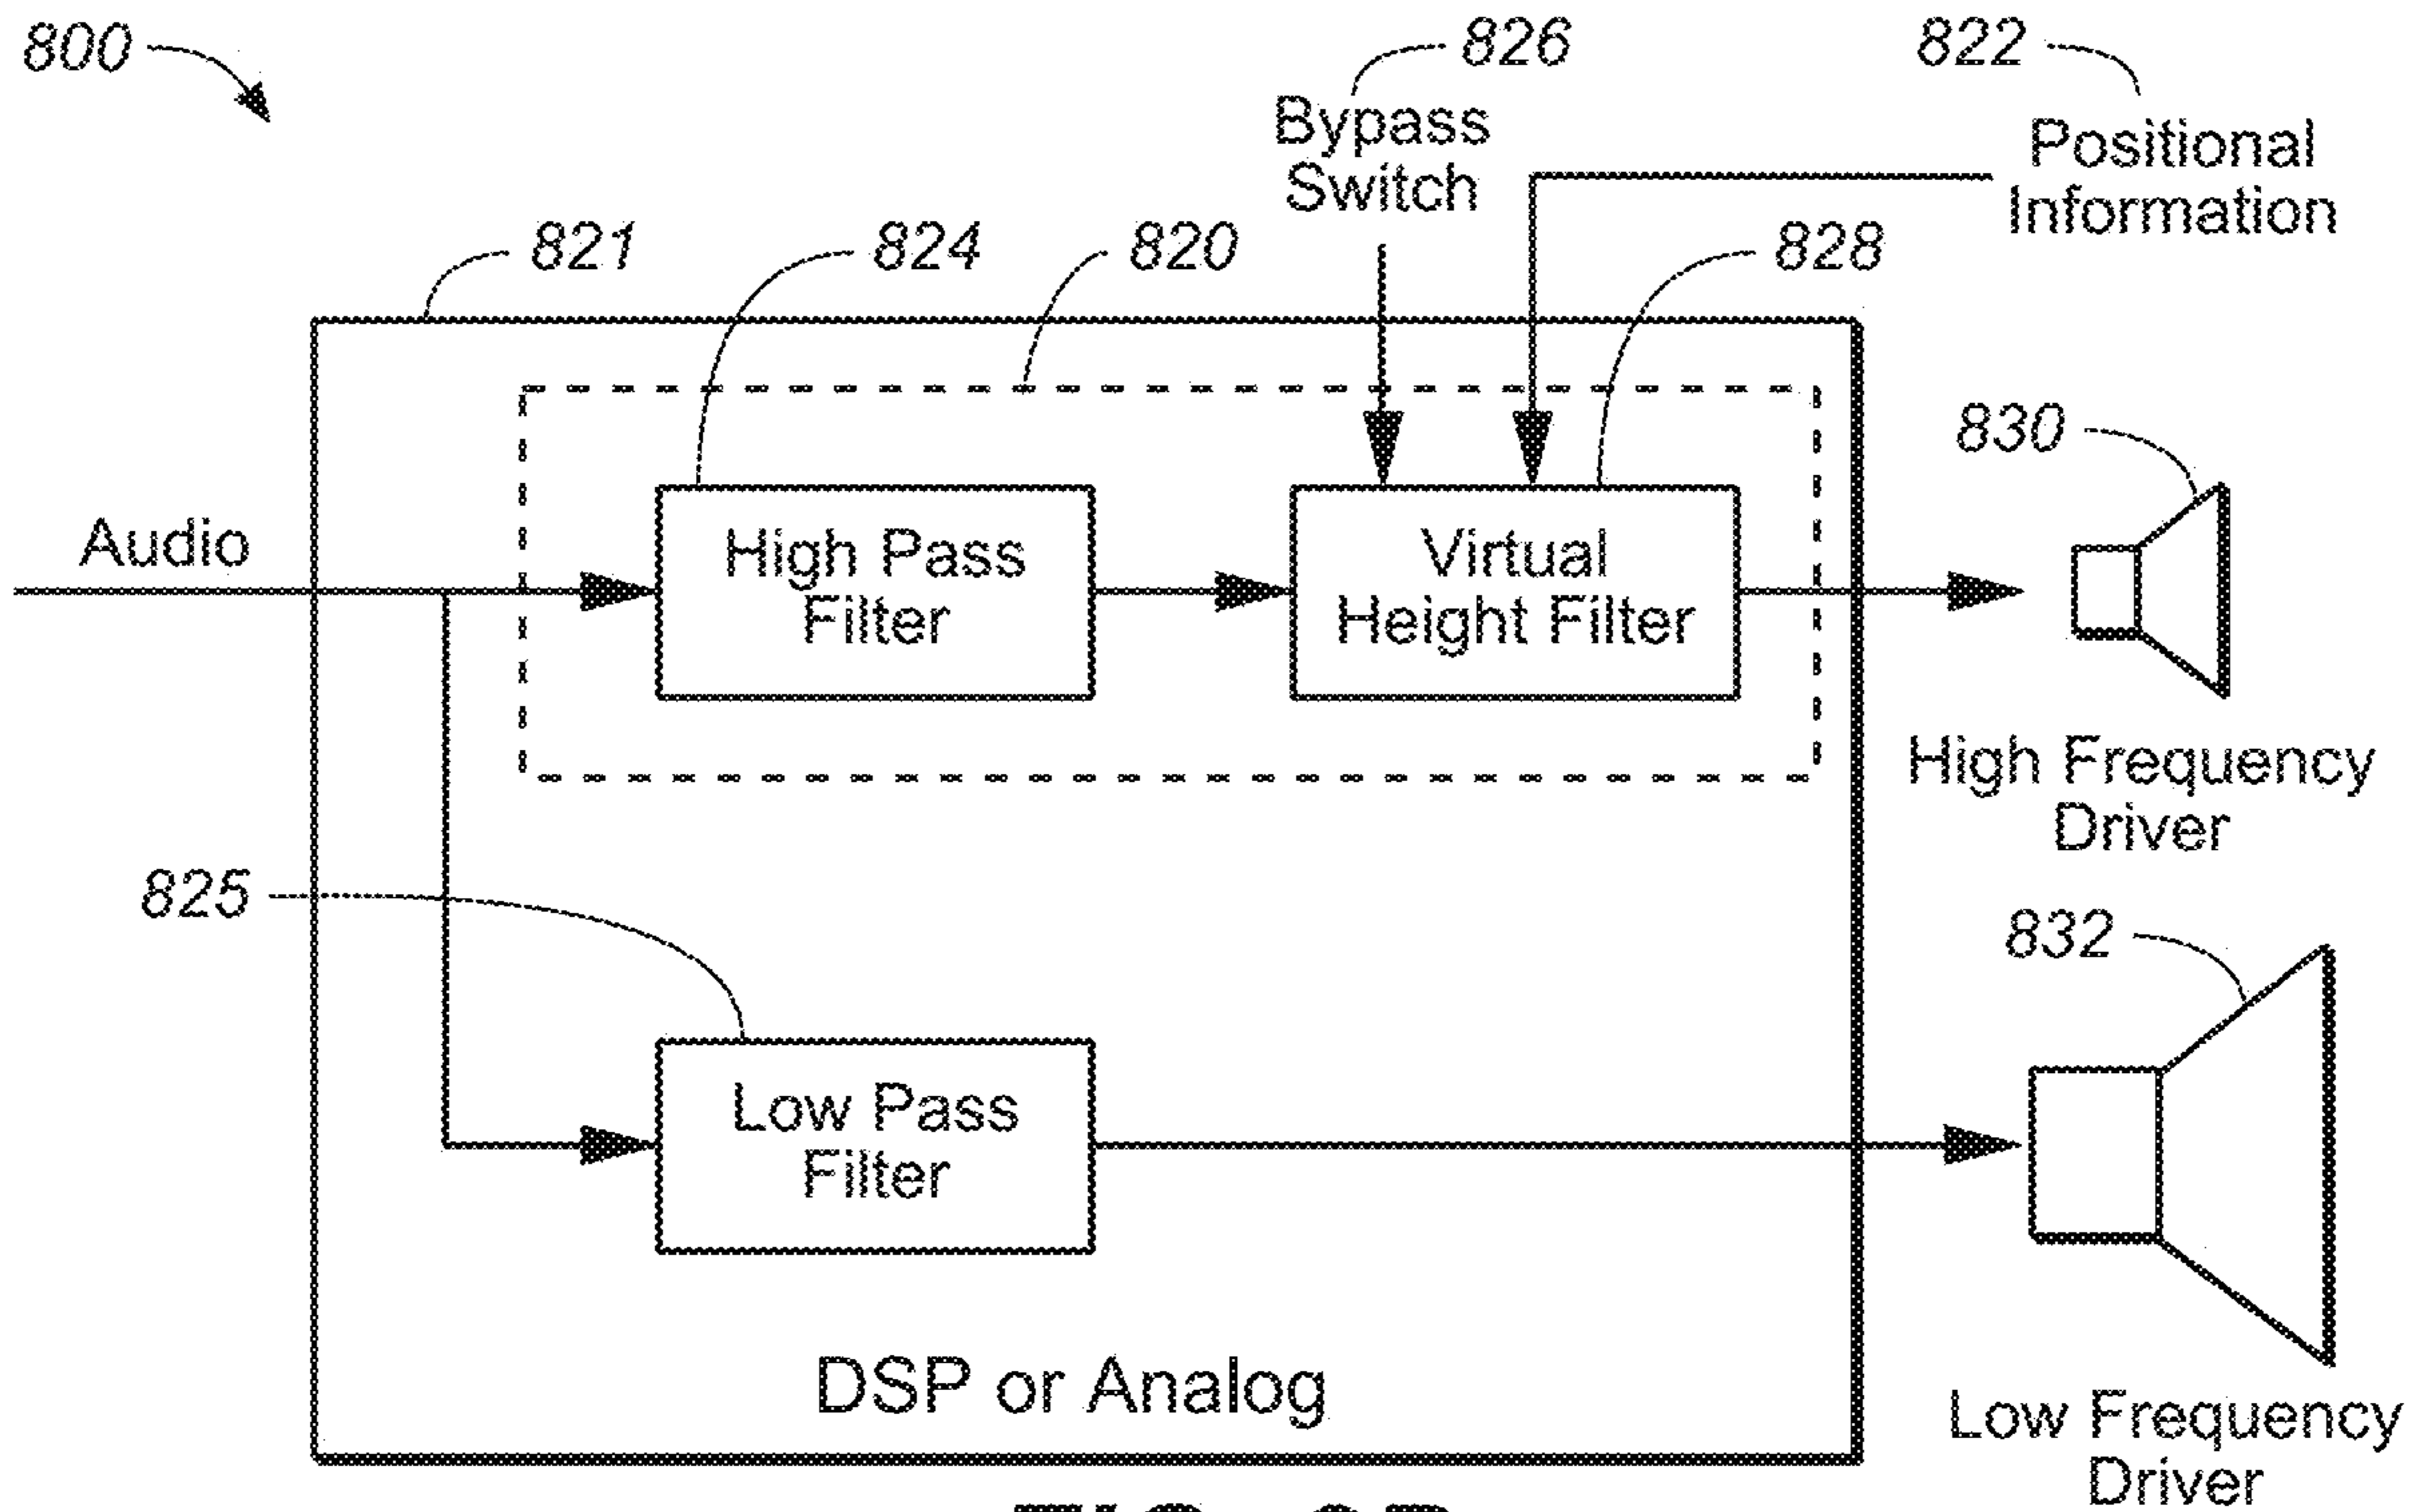 800
826
822
Bypass
Switch
Positional
Information
821
824
820
828
830
Audio
High Pass
Filter
Virtual
Height Filter
High Frequency
Driver
825
832
Low Pass
Filter
DSP or Analog
Low Frequency
Driver